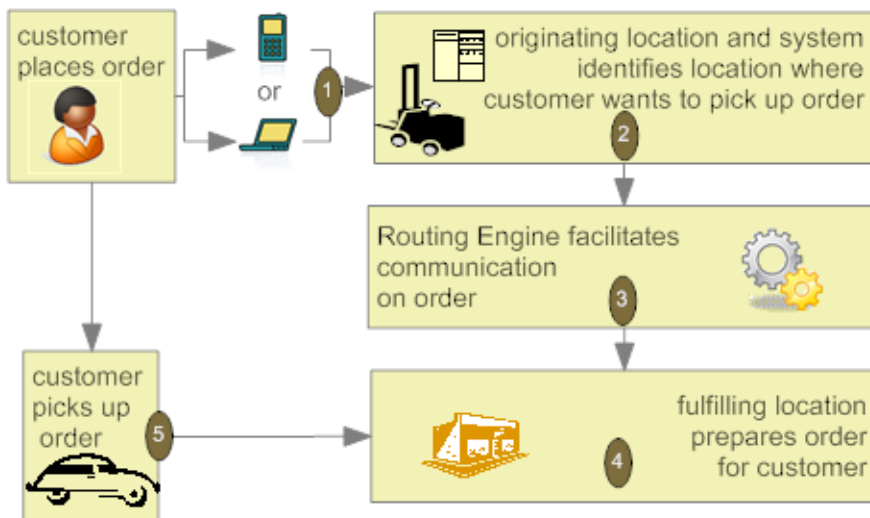 customer
places order
or
1
originating location and system
identifies location where
customer wants to pick up order
2
Routing Engine facilitates
communication
on order
3
customer
picks up
order
5
fulfilling location
prepares order
for customer
4